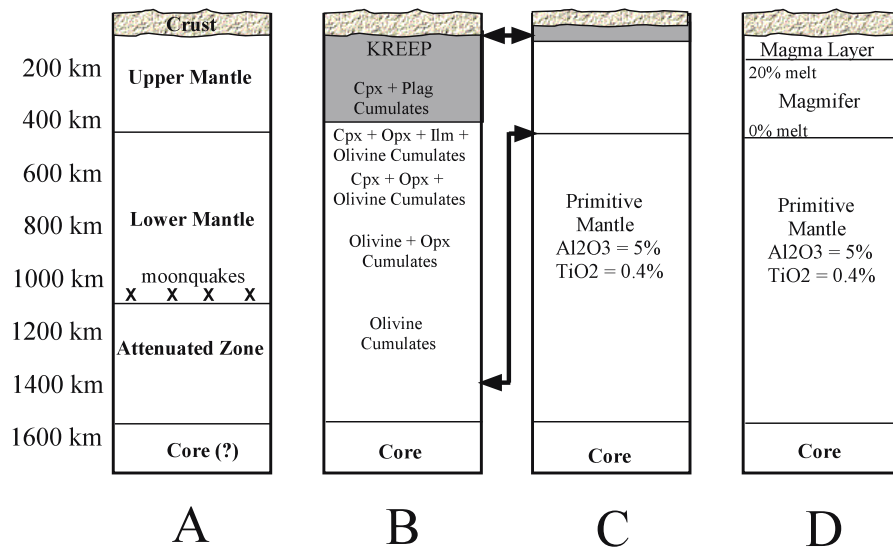 Crust
200 km
Upper Mantle
400 km
600 km
800 km
Lower Mantle
1000 km
moonquakes
X X X X
1200 km
Attenuated Zone
1400 km
1600 km
Core (?)
A
KREEP
Cpx + Plag
Cumulates
Cpx + Opx + Ilm +
Olivine Cumulates
Cpx + Opx +
Olivine Cumulates
Olivine + Opx
Cumulates
Olivine
Cumulates
Core
B
Primitive
Mantle
Al2O3 = 5%
TiO2 = 0.4%
Core
C
Magma Layer
20% melt
Magmifer
0% melt
Primitive
Mantle
Al2O3 = 5%
TiO2 = 0.4%
Core
D